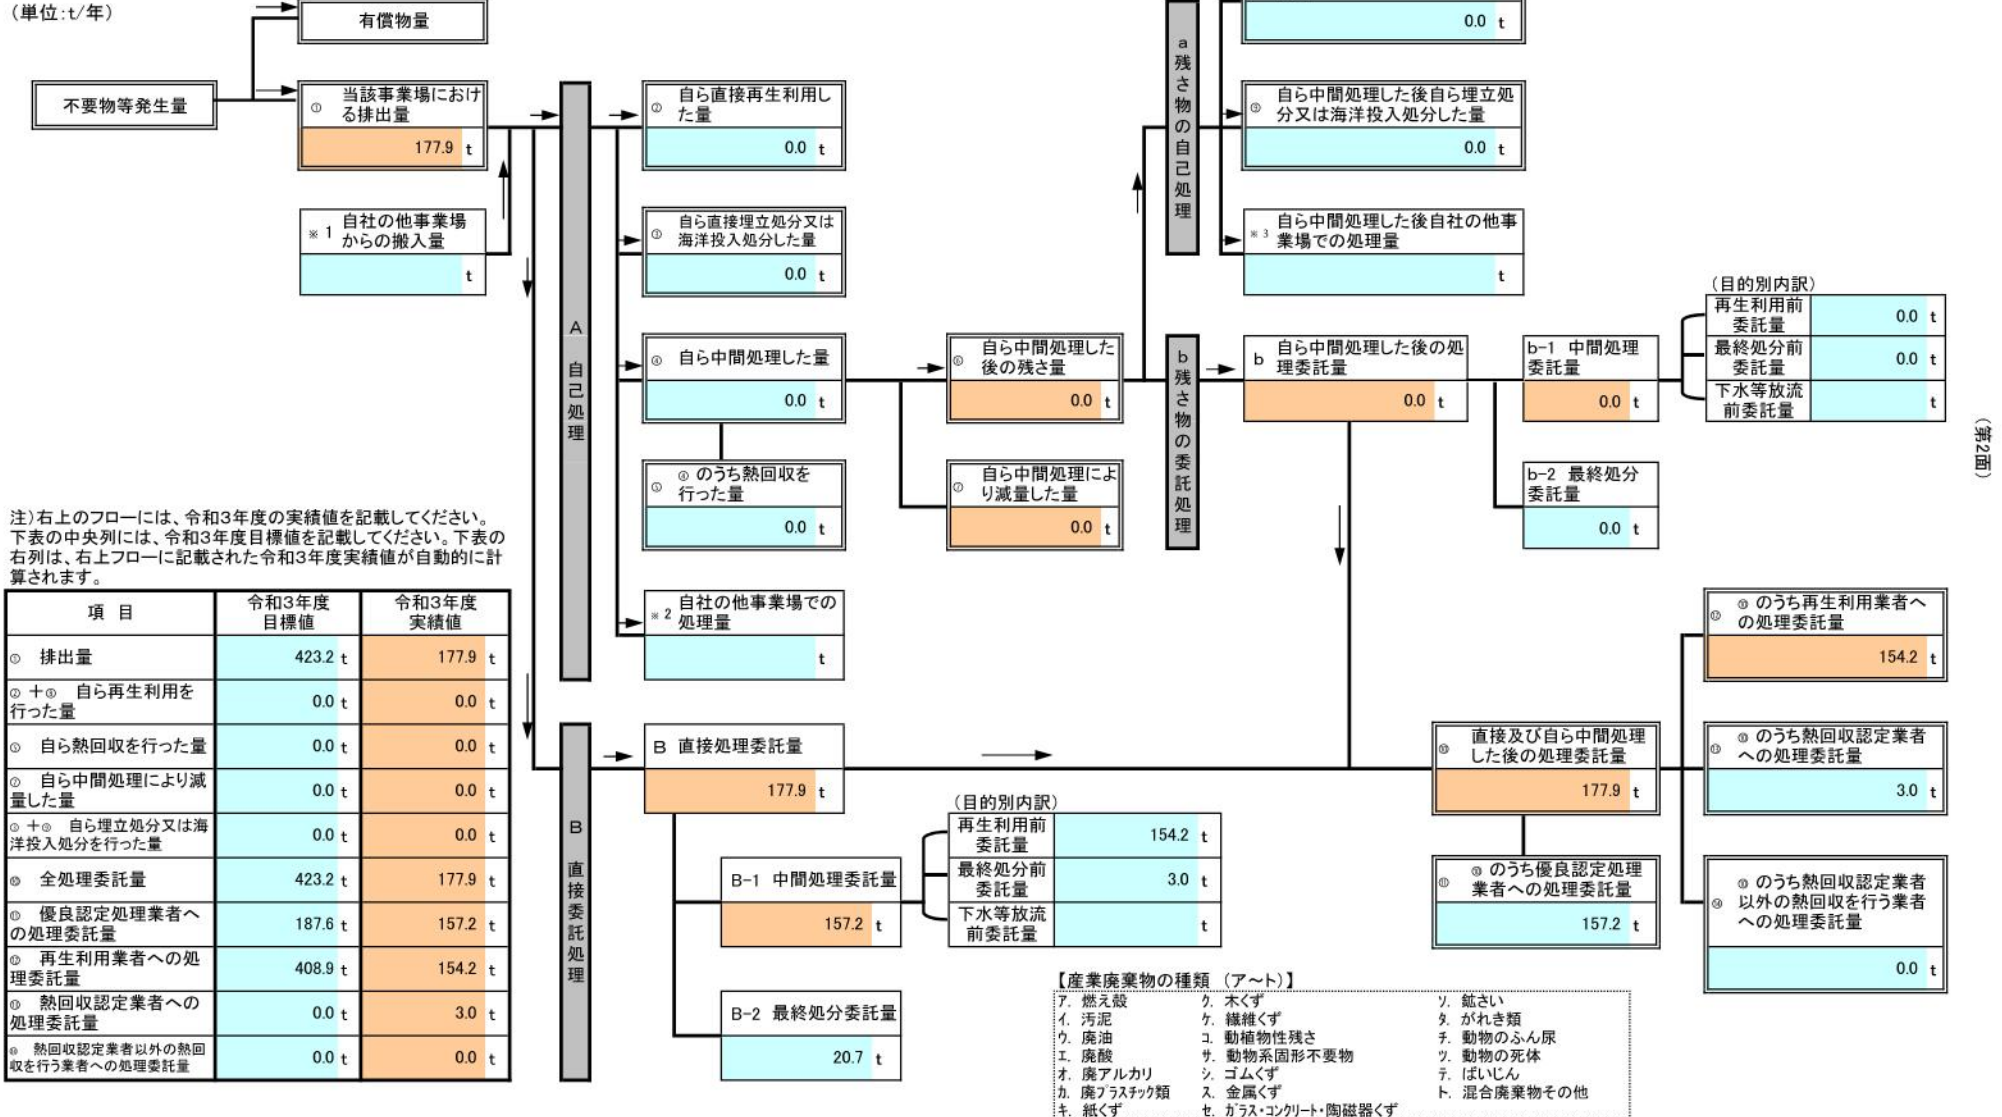 (単位:t/年)
有償物量
不要物等発生量
① 当該事業場におけ
る排出量
177.9 t
※1 自社の他事業場
からの搬入量
t
A 自己処理
② 自ら直接再生利用し
た量
0.0 t
③ 自ら直接埋立処分又は
海洋投入処分した量
0.0 t
④ 自ら中間処理した量
0.0 t
⑤ ④のうち熱回収を
行った量
0.0 t
※2 自社の他事業場での
処理量
t
⑥ 自ら中間処理した
後の残さ量
0.0 t
⑦ 自ら中間処理によ
り減量した量
0.0 t
a 残さ物の自己処理
0.0 t
⑨ 自ら中間処理した後自ら埋立処
分又は海洋投入処分した量
0.0 t
※3 自ら中間処理した後自社の他事
業場での処理量
t
b 残さ物の委託処理
b 自ら中間処理した後の処
理委託量
0.0 t
b-1 中間処理
委託量
0.0 t
b-2 最終処分
委託量
0.0 t
(目的別内訳)
再生利用前
委託量
0.0 t
最終処分前
委託量
0.0 t
下水等放流
前委託量
t
(第2面)
注)右上のフローには、令和3年度の実績値を記載してください。
下表の中央列には、令和3年度目標値を記載してください。下表の
右列は、右上フローに記載された令和3年度実績値が自動的に計
算されます。
項 目
令和3年度
目標値
令和3年度
実績値
① 排出量
423.2 t
177.9 t
②+⑧ 自ら再生利用を
行った量
0.0 t
0.0 t
⑤ 自ら熱回収を行った量
0.0 t
0.0 t
⑦ 自ら中間処理により減
量した量
0.0 t
0.0 t
③+⑨ 自ら埋立処分又は海
洋投入処分を行った量
0.0 t
0.0 t
⑩ 全処理委託量
423.2 t
177.9 t
⑪ 優良認定処理業者へ
の処理委託量
187.6 t
157.2 t
⑫ 再生利用業者への処
理委託量
408.9 t
154.2 t
⑬ 熱回収認定業者への
処理委託量
0.0 t
3.0 t
⑭ 熱回収認定業者以外の熱回
収を行う業者への処理委託量
0.0 t
0.0 t
B 直接委託処理
B 直接処理委託量
177.9 t
B-1 中間処理委託量
157.2 t
B-2 最終処分委託量
20.7 t
(目的別内訳)
再生利用前
委託量
154.2 t
最終処分前
委託量
3.0 t
下水等放流
前委託量
t
⑩ 直接及び自ら中間処理
した後の処理委託量
177.9 t
⑪ ⑩のうち優良認定処理
業者への処理委託量
157.2 t
⑫ ⑩のうち再生利用業者へ
の処理委託量
154.2 t
⑬ ⑩のうち熱回収認定業者
への処理委託量
3.0 t
⑭ ⑩のうち熱回収認定業者
以外の熱回収を行う業者
への処理委託量
0.0 t
【産業廃棄物の種類 (ア~ト)】
ア. 燃え殻
イ. 汚泥
ウ. 廃油
エ. 廃酸
オ. 廃アルカリ
カ. 廃プラスチック類
キ. 紙くず
ク. 木くず
ケ. 繊維くず
コ. 動植物性残さ
サ. 動物系固形不要物
シ. ゴムくず
ス. 金属くず
セ. ガラス・コンクリート・陶磁器くず
ソ. 鉱さい
タ. がれき類
チ. 動物のふん尿
ツ. 動物の死体
テ. ばいじん
ト. 混合廃棄物その他